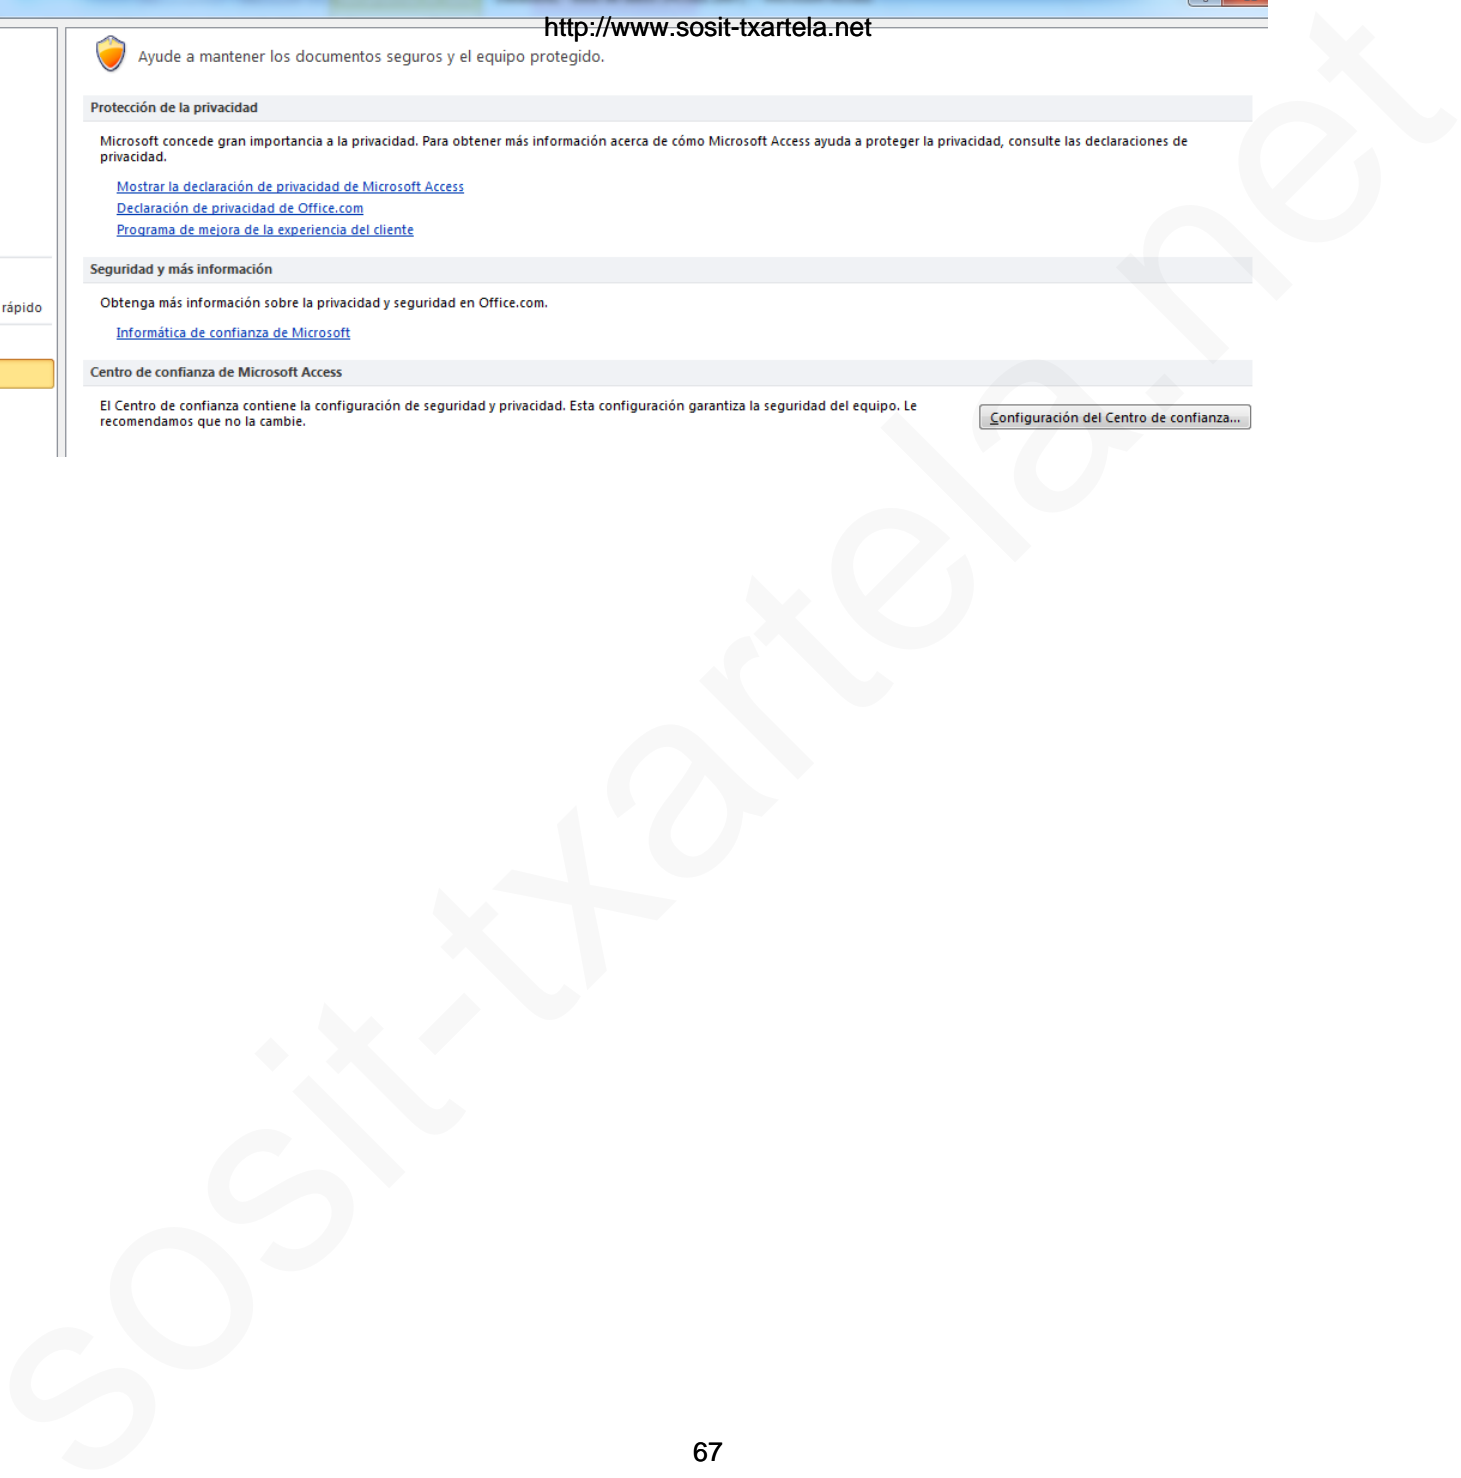 http://www.sosit-txartela.net
Ayude a mantener los documentos seguros y el equipo protegido.
Protección de la privacidad
Microsoft concede gran importancia a la privacidad. Para obtener más información acerca de cómo Microsoft Access ayuda a proteger la privacidad, consulte las declaraciones de
privacidad.
Mostrar la declaración de privacidad de Microsoft Access
Declaración de privacidad de Office.com
Programa de mejora de la experiencia del cliente
Seguridad y más información
Obtenga más información sobre la privacidad y seguridad en Office.com.
rápido
Informática de confianza de Microsoft
Centro de confianza de Microsoft Access
El Centro de confianza contiene la configuración de seguridad y privacidad. Esta configuración garantiza la seguridad del equipo. Le
recomendamos que no la cambie.
Configuración del Centro de confianza...
sosit-txartela.net
67